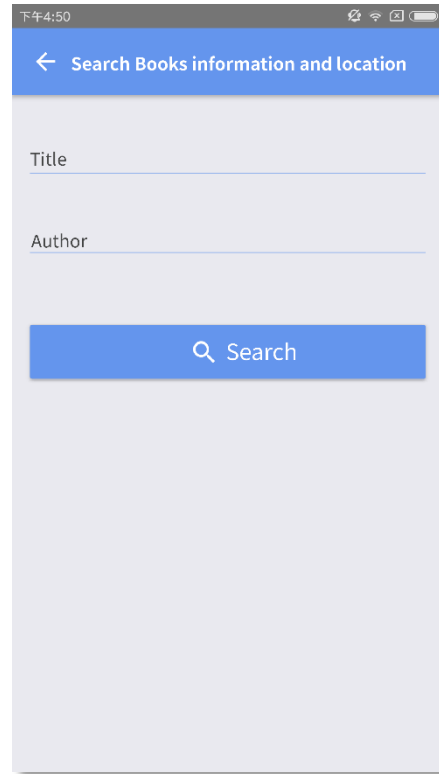 下午4:50
Search Books information and location
Title
Author
Search